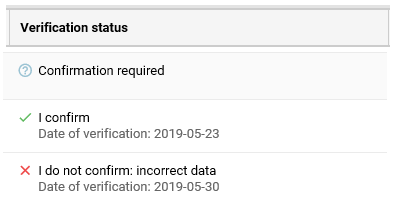 Verification status
Confirmation required
I confirm
Date of verification: 2019-05-23
I do not confirm: incorrect data
Date of verification: 2019-05-30